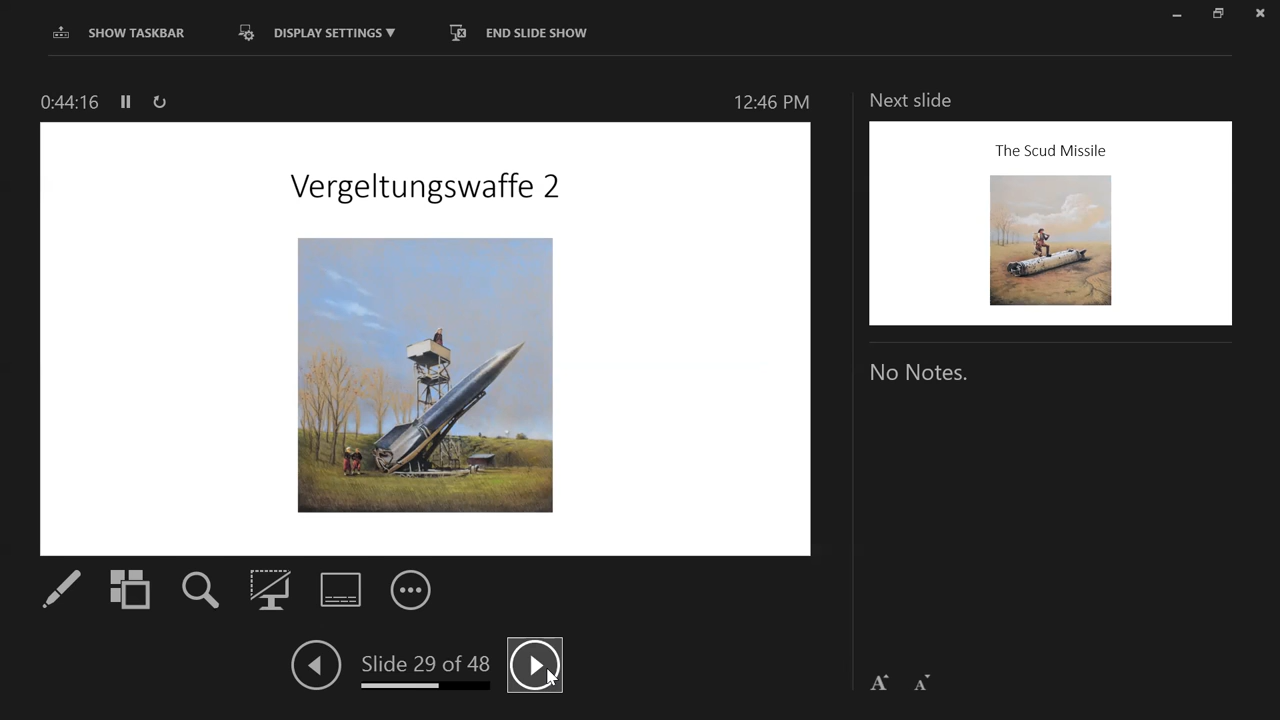 SHOW TASKBAR
DISPLAY SETTINGS ▼
END SLIDE SHOW
0:44:16
12:46 PM
Vergeltungswaffe 2
Slide 29 of 48
Next slide
The Scud Missile
No Notes.
A A